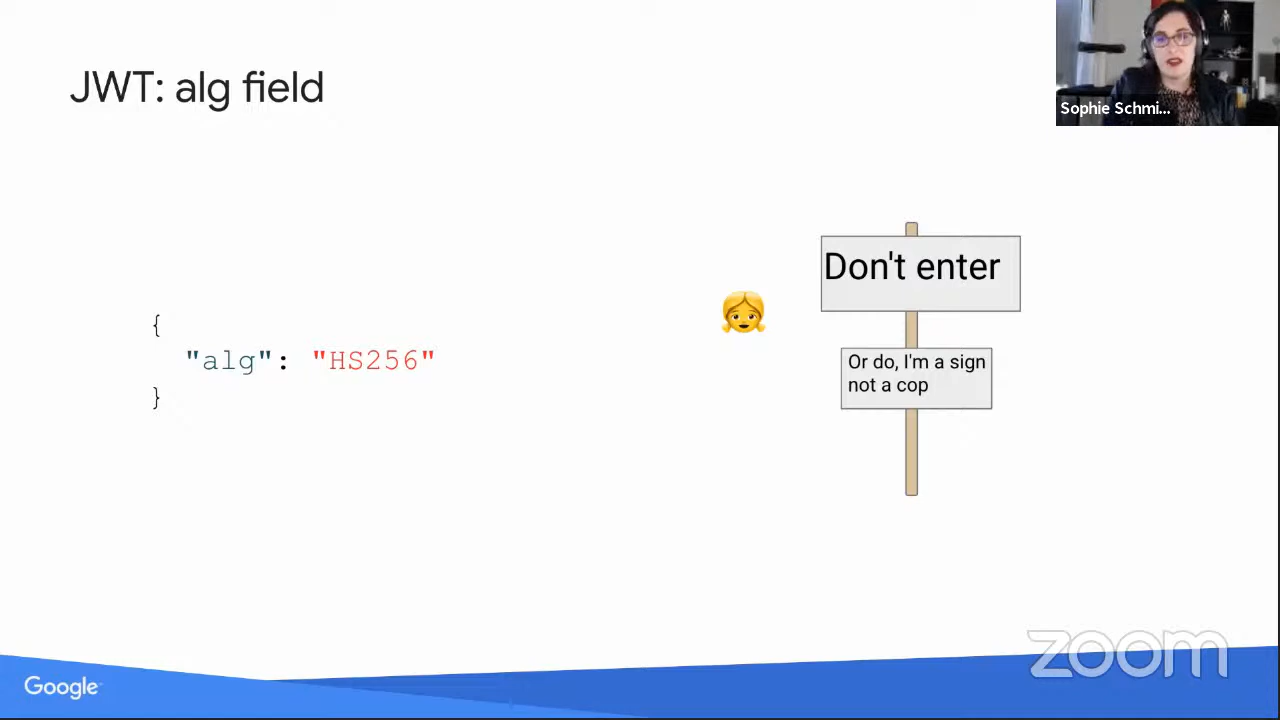 JWT: alg field
Sophie Schmi...
Don't enter
{
"alg": "HS256"
}
Or do, I'm a sign
not a cop
zoom
Google